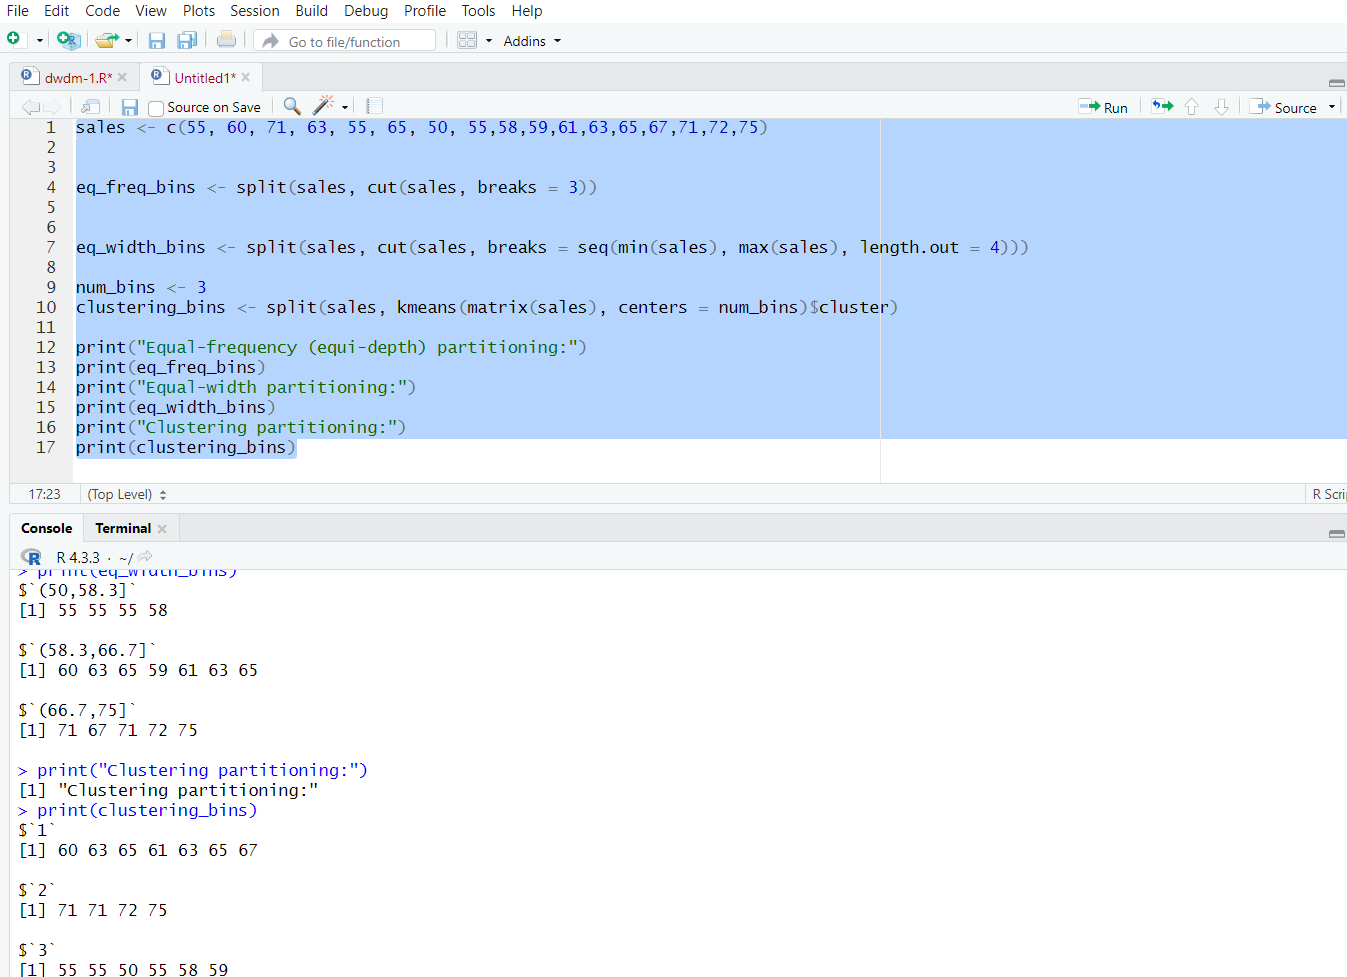 File Edit Code View Plots Session Build Debug Profile Tools Help
Go to file/function Addins
dwdm-1.R* Untitled1*
Source on Save Run Source
1 sales <- c(55, 60, 71, 63, 55, 65, 50, 55,58,59,61,63,65,67,71,72,75)
2
3
4 eq_freq_bins <- split(sales, cut(sales, breaks = 3))
5
6
7 eq_width_bins <- split(sales, cut(sales, breaks = seq(min(sales), max(sales), length.out = 4)))
8
9 num_bins <- 3
10 clustering_bins <- split(sales, kmeans(matrix(sales), centers = num_bins)$cluster)
11
12 print("Equal-frequency (equi-depth) partitioning:")
13 print(eq_freq_bins)
14 print("Equal-width partitioning:")
15 print(eq_width_bins)
16 print("Clustering partitioning:")
17 print(clustering_bins)
17:23 (Top Level) R Scri
Console Terminal
R 4.3.3 · ~/
> print(eq_width_bins)
$`(50,58.3]`
[1] 55 55 55 58
$`(58.3,66.7]`
[1] 60 63 65 59 61 63 65
$`(66.7,75]`
[1] 71 67 71 72 75
> print("Clustering partitioning:")
[1] "Clustering partitioning:"
> print(clustering_bins)
$`1`
[1] 60 63 65 61 63 65 67
$`2`
[1] 71 71 72 75
$`3`
[1] 55 55 50 55 58 59